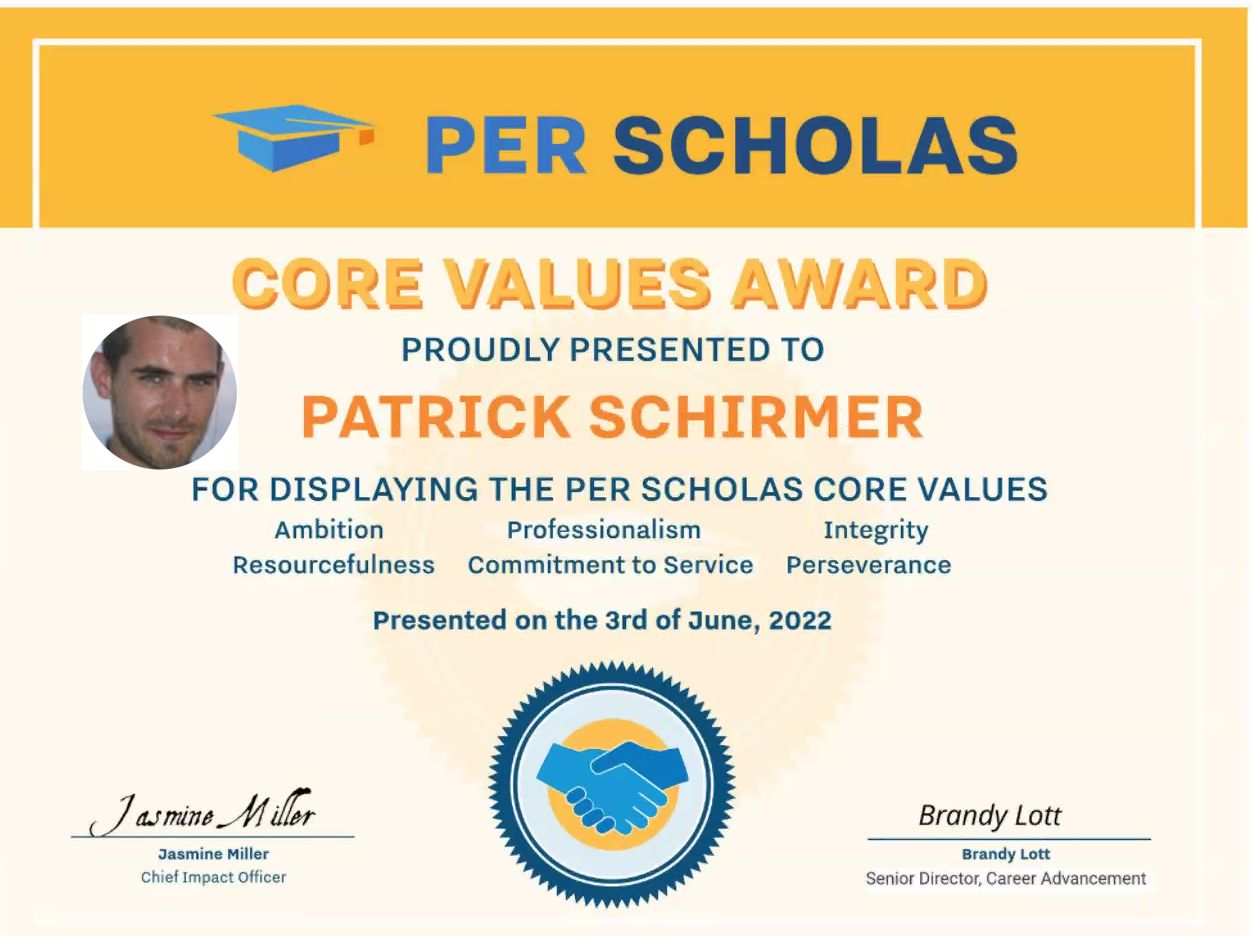 PER SCHOLAS
CORE VALUES AWARD
PROUDLY PRESENTED TO
PATRICK SCHIRMER
FOR DISPLAYING THE PER SCHOLAS CORE VALUES
Ambition Professionalism Integrity
Resourcefulness Commitment to Service Perseverance
Presented on the 3rd of June, 2022
Jasmine Miller Brandy Lott
Jasmine Miller Brandy Lott
Chief Impact Officer Senior Director, Career Advancement